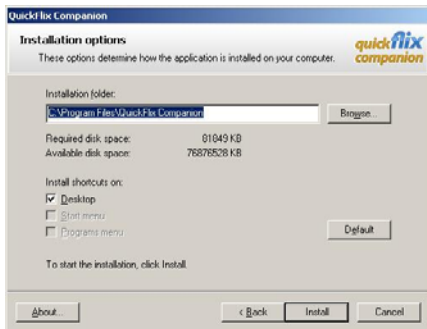 QuickFlix Companion
Installation options
These options determine how the application is installed on your computer.
quickflix
companion
Installation folder:
C:\Program Files\QuickFlix Companion
Browse...
Required disk space: 81849 KB
Available disk space: 76876528 KB
Install shortcuts on:
Desktop
Start menu
Programs menu
Default
To start the installation, click Install.
About...
< Back
Install
Cancel